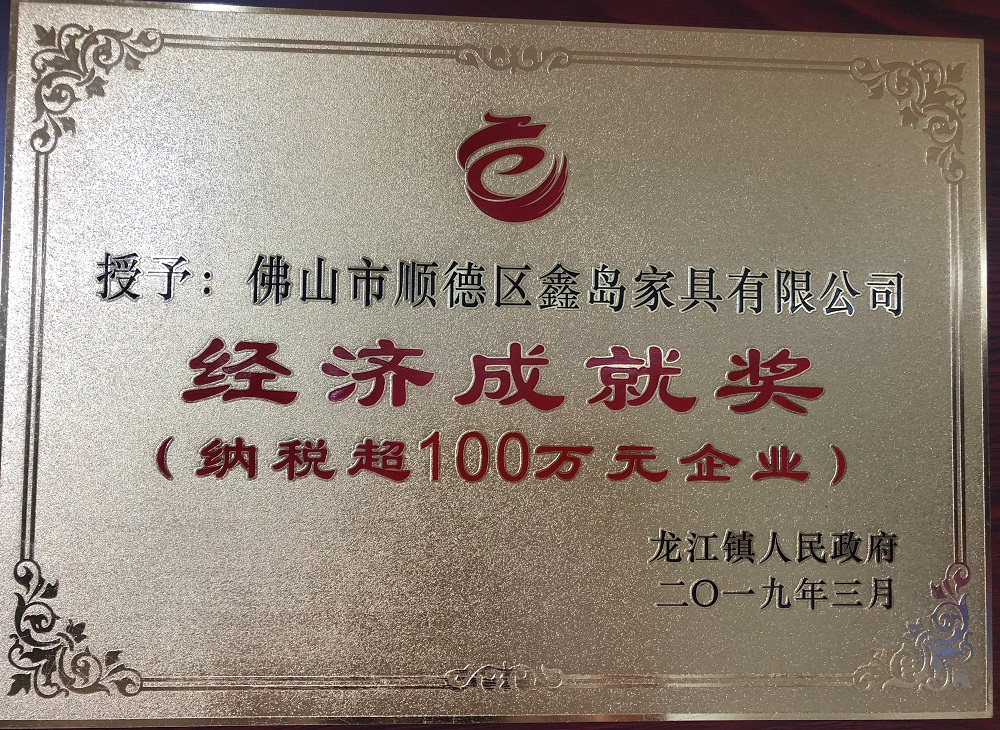 授予：佛山市顺德区鑫岛家具有限公司
经济成就奖
（纳税超100万元企业）
龙江镇人民政府
二〇一九年三月